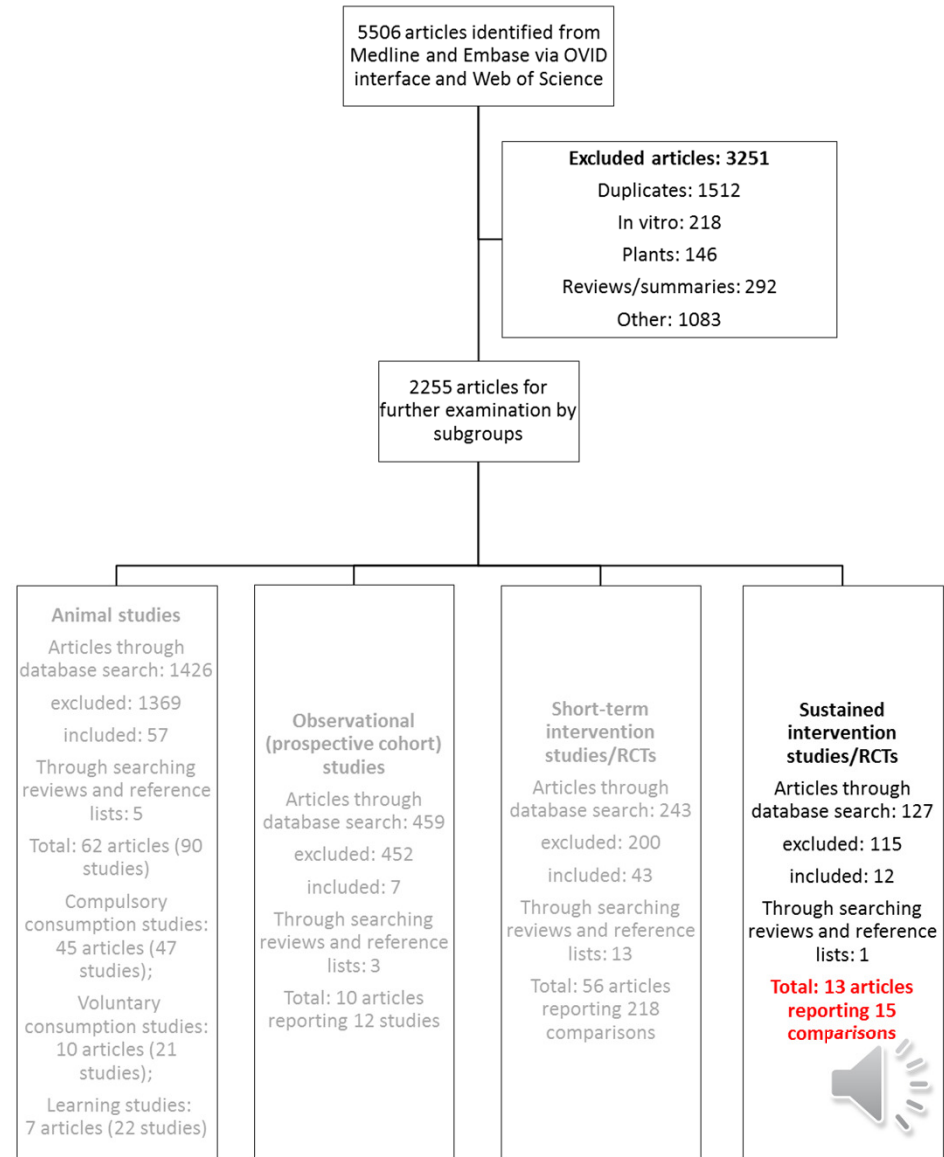 5506 articles identified from
Medline and Embase via OVID
interface and Web of Science
Excluded articles: 3251
Duplicates: 1512
In vitro: 218
Plants: 146
Reviews/summaries: 292
Other: 1083
2255 articles for
further examination by
subgroups
Animal studies
Articles through
database search: 1426
excluded: 1369
included: 57
Through searching
reviews and reference
lists: 5
Total: 62 articles (90
studies)
Compulsory
consumption studies:
45 articles (47
studies);
Voluntary
consumption studies:
10 articles (21
studies);
Learning studies:
7 articles (22 studies)
Observational
(prospective cohort)
studies
Articles through
database search: 459
excluded: 452
included: 7
Through searching
reviews and reference
lists: 3
Total: 10 articles
reporting 12 studies
Short-term
intervention
studies/RCTs
Articles through
database search: 243
excluded: 200
included: 43
Through searching
reviews and reference
lists: 13
Total: 56 articles
reporting 218
comparisons
Sustained
intervention
studies/RCTs
Articles through
database search: 127
excluded: 115
included: 12
Through searching
reviews and reference
lists: 1
Total: 13 articles
reporting 15
comparisons